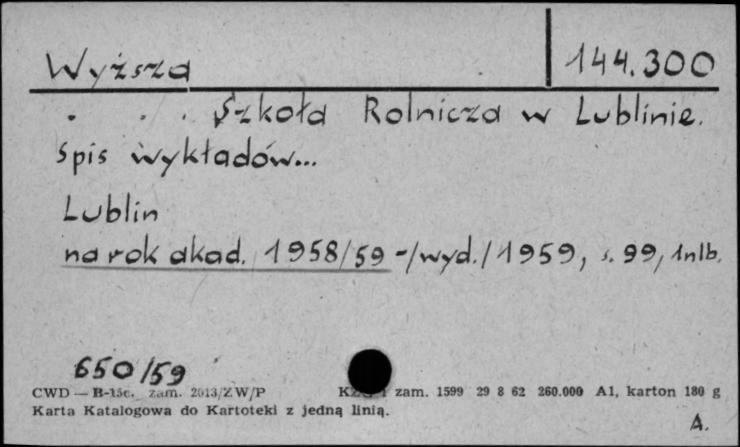 Wyższa 144.300
. . . Szkoła Rolnicza w Lublinie.
Spis wykładów...
Lublin
na rok akad. 1958/59 -/wyd./ 1959, s. 99, 1nlb.
650/59
CWD — B-15c. zam. 2013/ZW/P zam. 1599 29 8 62 260.000 A1, karton 180 g
Karta Katalogowa do Kartoteki z jedną linią.
A.